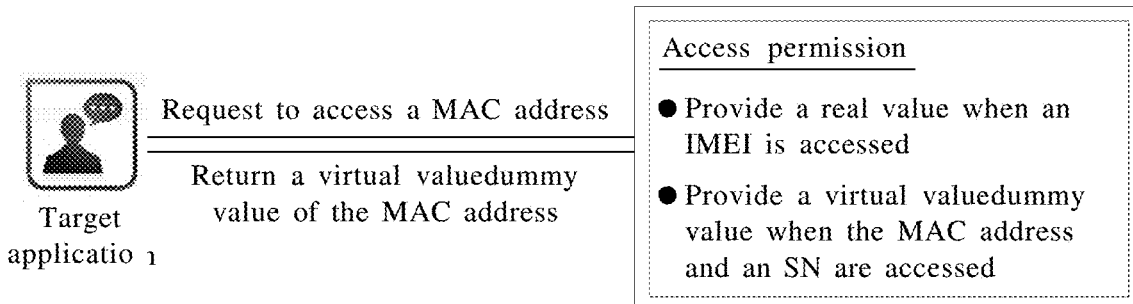 Request to access a MAC address
Return a virtual valuedummy
value of the MAC address
Target
application
Access permission
● Provide a real value when an
IMEI is accessed
● Provide a virtual valuedummy
value when the MAC address
and an SN are accessed